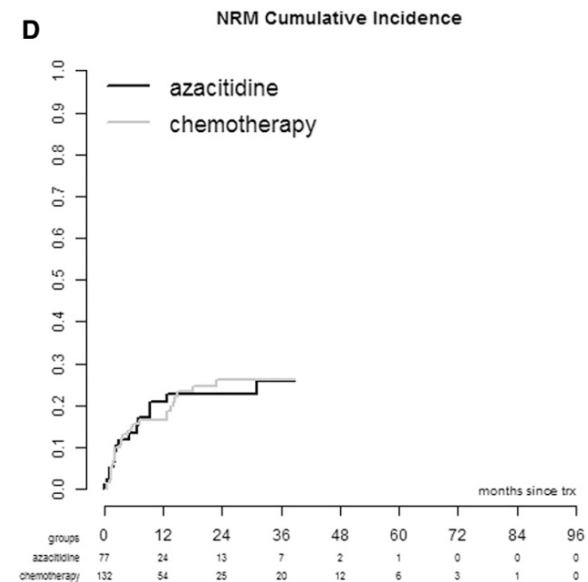 D
NRM Cumulative Incidence
azacitidine
chemotherapy
1.0
0.9
0.8
0.7
0.6
0.5
0.4
0.3
0.2
0.1
0.0
months since trx
groups 0 12 24 36 48 60 72 84 96
azacitidine 77 24 13 7 2 1 0 0 0
chemotherapy 132 54 25 20 12 6 3 1 0